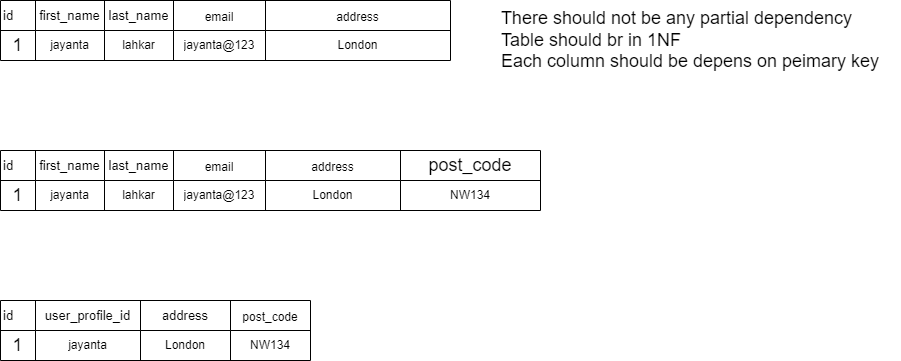 id first_name last_name email address
1 jayanta lahkar jayanta@123 London
There should not be any partial dependency
Table should br in 1NF
Each column should be depens on peimary key
id first_name last_name email address post_code
1 jayanta lahkar jayanta@123 London NW134
id user_profile_id address post_code
1 jayanta London NW134